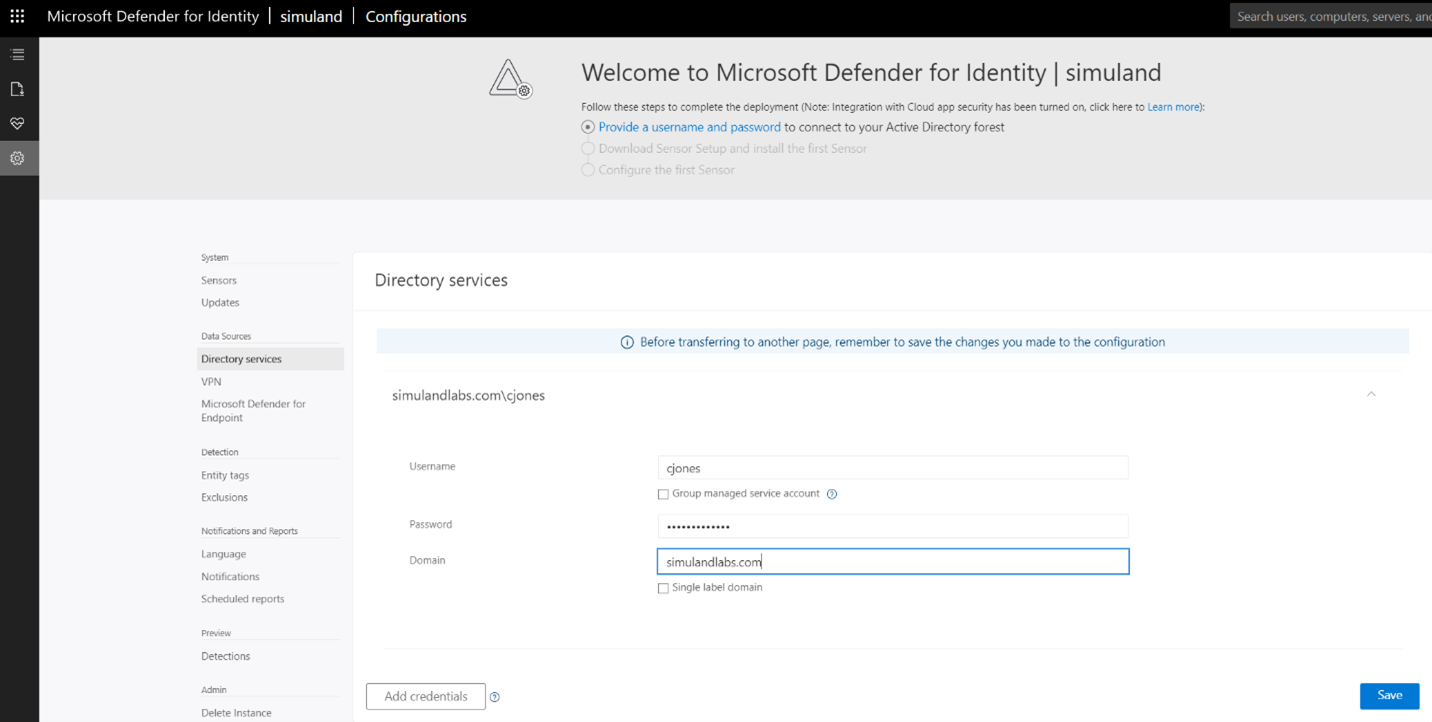 Microsoft Defender for Identity | simuland | Configurations
Search users, computers, servers, and
Welcome to Microsoft Defender for Identity | simuland
Follow these steps to complete the deployment (Note: Integration with Cloud app security has been turned on, click here to Learn more):
Provide a username and password to connect to your Active Directory forest
Download Sensor Setup and install the first Sensor
Configure the first Sensor
System
Sensors
Updates
Data Sources
Directory services
VPN
Microsoft Defender for
Endpoint
Detection
Entity tags
Exclusions
Notifications and Reports
Language
Notifications
Scheduled reports
Preview
Detections
Admin
Delete Instance
Directory services
Before transferring to another page, remember to save the changes you made to the configuration
simulandlabs.com\cjones
Username
cjones
Group managed service account
Password
•••••••••••••
Domain
simulandlabs.com
Single label domain
Add credentials
Save